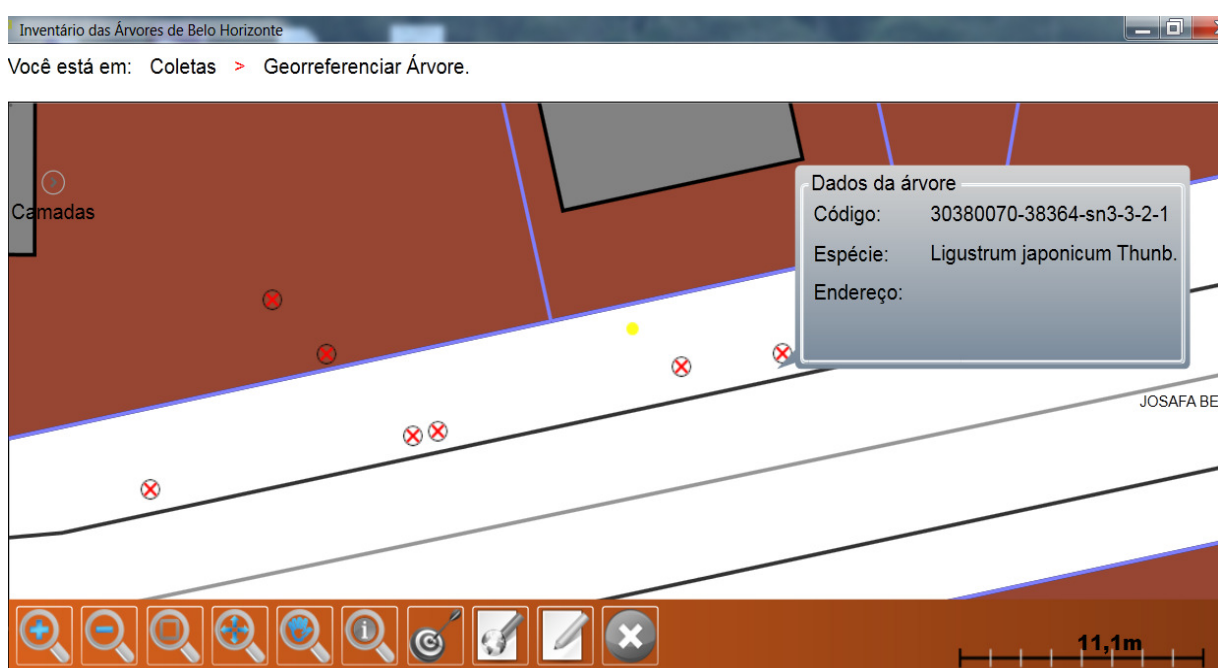 Inventário das Árvores de Belo Horizonte
Você está em: Coletas > Georreferenciar Árvore.
Camadas
Dados da árvore
Código: 30380070-38364-sn3-3-2-1
Espécie: Ligustrum japonicum Thunb.
Endereço:
JOSAFA BE
11,1m